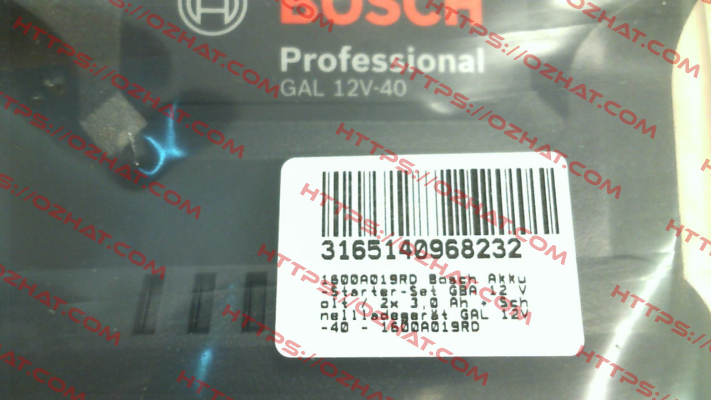 BOSCH
Professional
GAL 12V-40
3165140968232
1600A019RD Bosch Akku
-Starter-Set GBA 12 V
olt | 2x 3,0 Ah + Sch
nellladegerät GAL 12V
-40 - 1600A019RD
HTTPS://OZHAT.COM